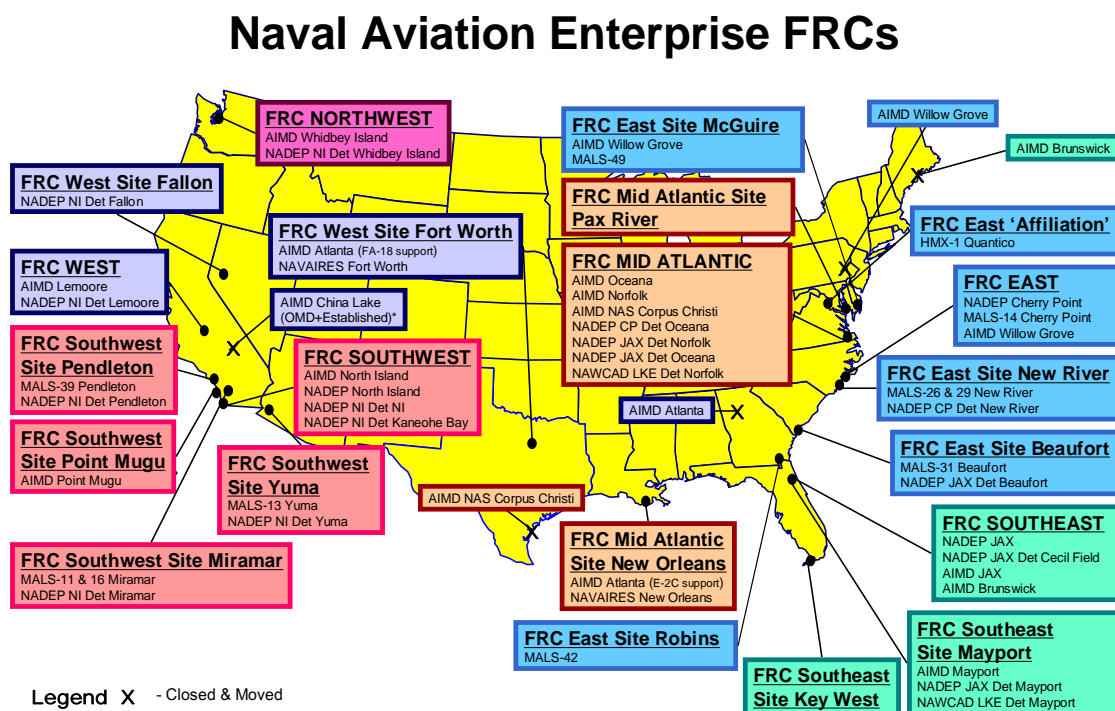 Naval Aviation Enterprise FRCs
FRC NORTHWEST
AIMD Whidbey Island
NADEP NI Det Whidbey Island
FRC East Site McGuire
AIMD Willow Grove
MALS-49
AIMD Willow Grove
AIMD Brunswick
FRC West Site Fallon
NADEP NI Det Fallon
FRC Mid Atlantic Site
Pax River
FRC East ‘Affiliation’
HMX-1 Quantico
FRC West Site Fort Worth
AIMD Atlanta (FA-18 support)
NAVAIRES Fort Worth
FRC WEST
AIMD Lemoore
NADEP NI Det Lemoore
AIMD China Lake
(OMD+Established)*
FRC MID ATLANTIC
AIMD Oceana
AIMD Norfolk
AIMD NAS Corpus Christi
NADEP CP Det Oceana
NADEP JAX Det Norfolk
NADEP JAX Det Oceana
NAWCAD LKE Det Norfolk
FRC EAST
NADEP Cherry Point
MALS-14 Cherry Point
AIMD Willow Grove
FRC Southwest
Site Pendleton
MALS-39 Pendleton
NADEP NI Det Pendleton
FRC SOUTHWEST
AIMD North Island
NADEP North Island
NADEP NI Det NI
NADEP NI Det Kaneohe Bay
FRC East Site New River
MALS-26 & 29 New River
NADEP CP Det New River
AIMD Atlanta
FRC Southwest
Site Point Mugu
AIMD Point Mugu
FRC Southwest
Site Yuma
MALS-13 Yuma
NADEP NI Det Yuma
FRC East Site Beaufort
MALS-31 Beaufort
NADEP JAX Det Beaufort
AIMD NAS Corpus Christi
FRC Southwest Site Miramar
MALS-11 & 16 Miramar
NADEP NI Det Miramar
FRC Mid Atlantic
Site New Orleans
AIMD Atlanta (E-2C support)
NAVAIRES New Orleans
FRC SOUTHEAST
NADEP JAX
NADEP JAX Det Cecil Field
AIMD JAX
AIMD Brunswick
FRC East Site Robins
MALS-42
FRC Southeast
Site Mayport
AIMD Mayport
NADEP JAX Det Mayport
NAWCAD LKE Det Mayport
FRC Southeast
Site Key West
Legend X - Closed & Moved